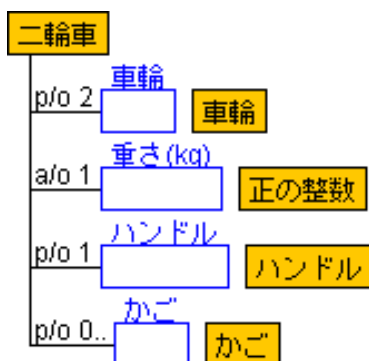 二輪車
車輪
p/o 2
車輪
重さ(kg)
a/o 1
正の整数
ハンドル
p/o 1
ハンドル
かご
p/o 0..
かご